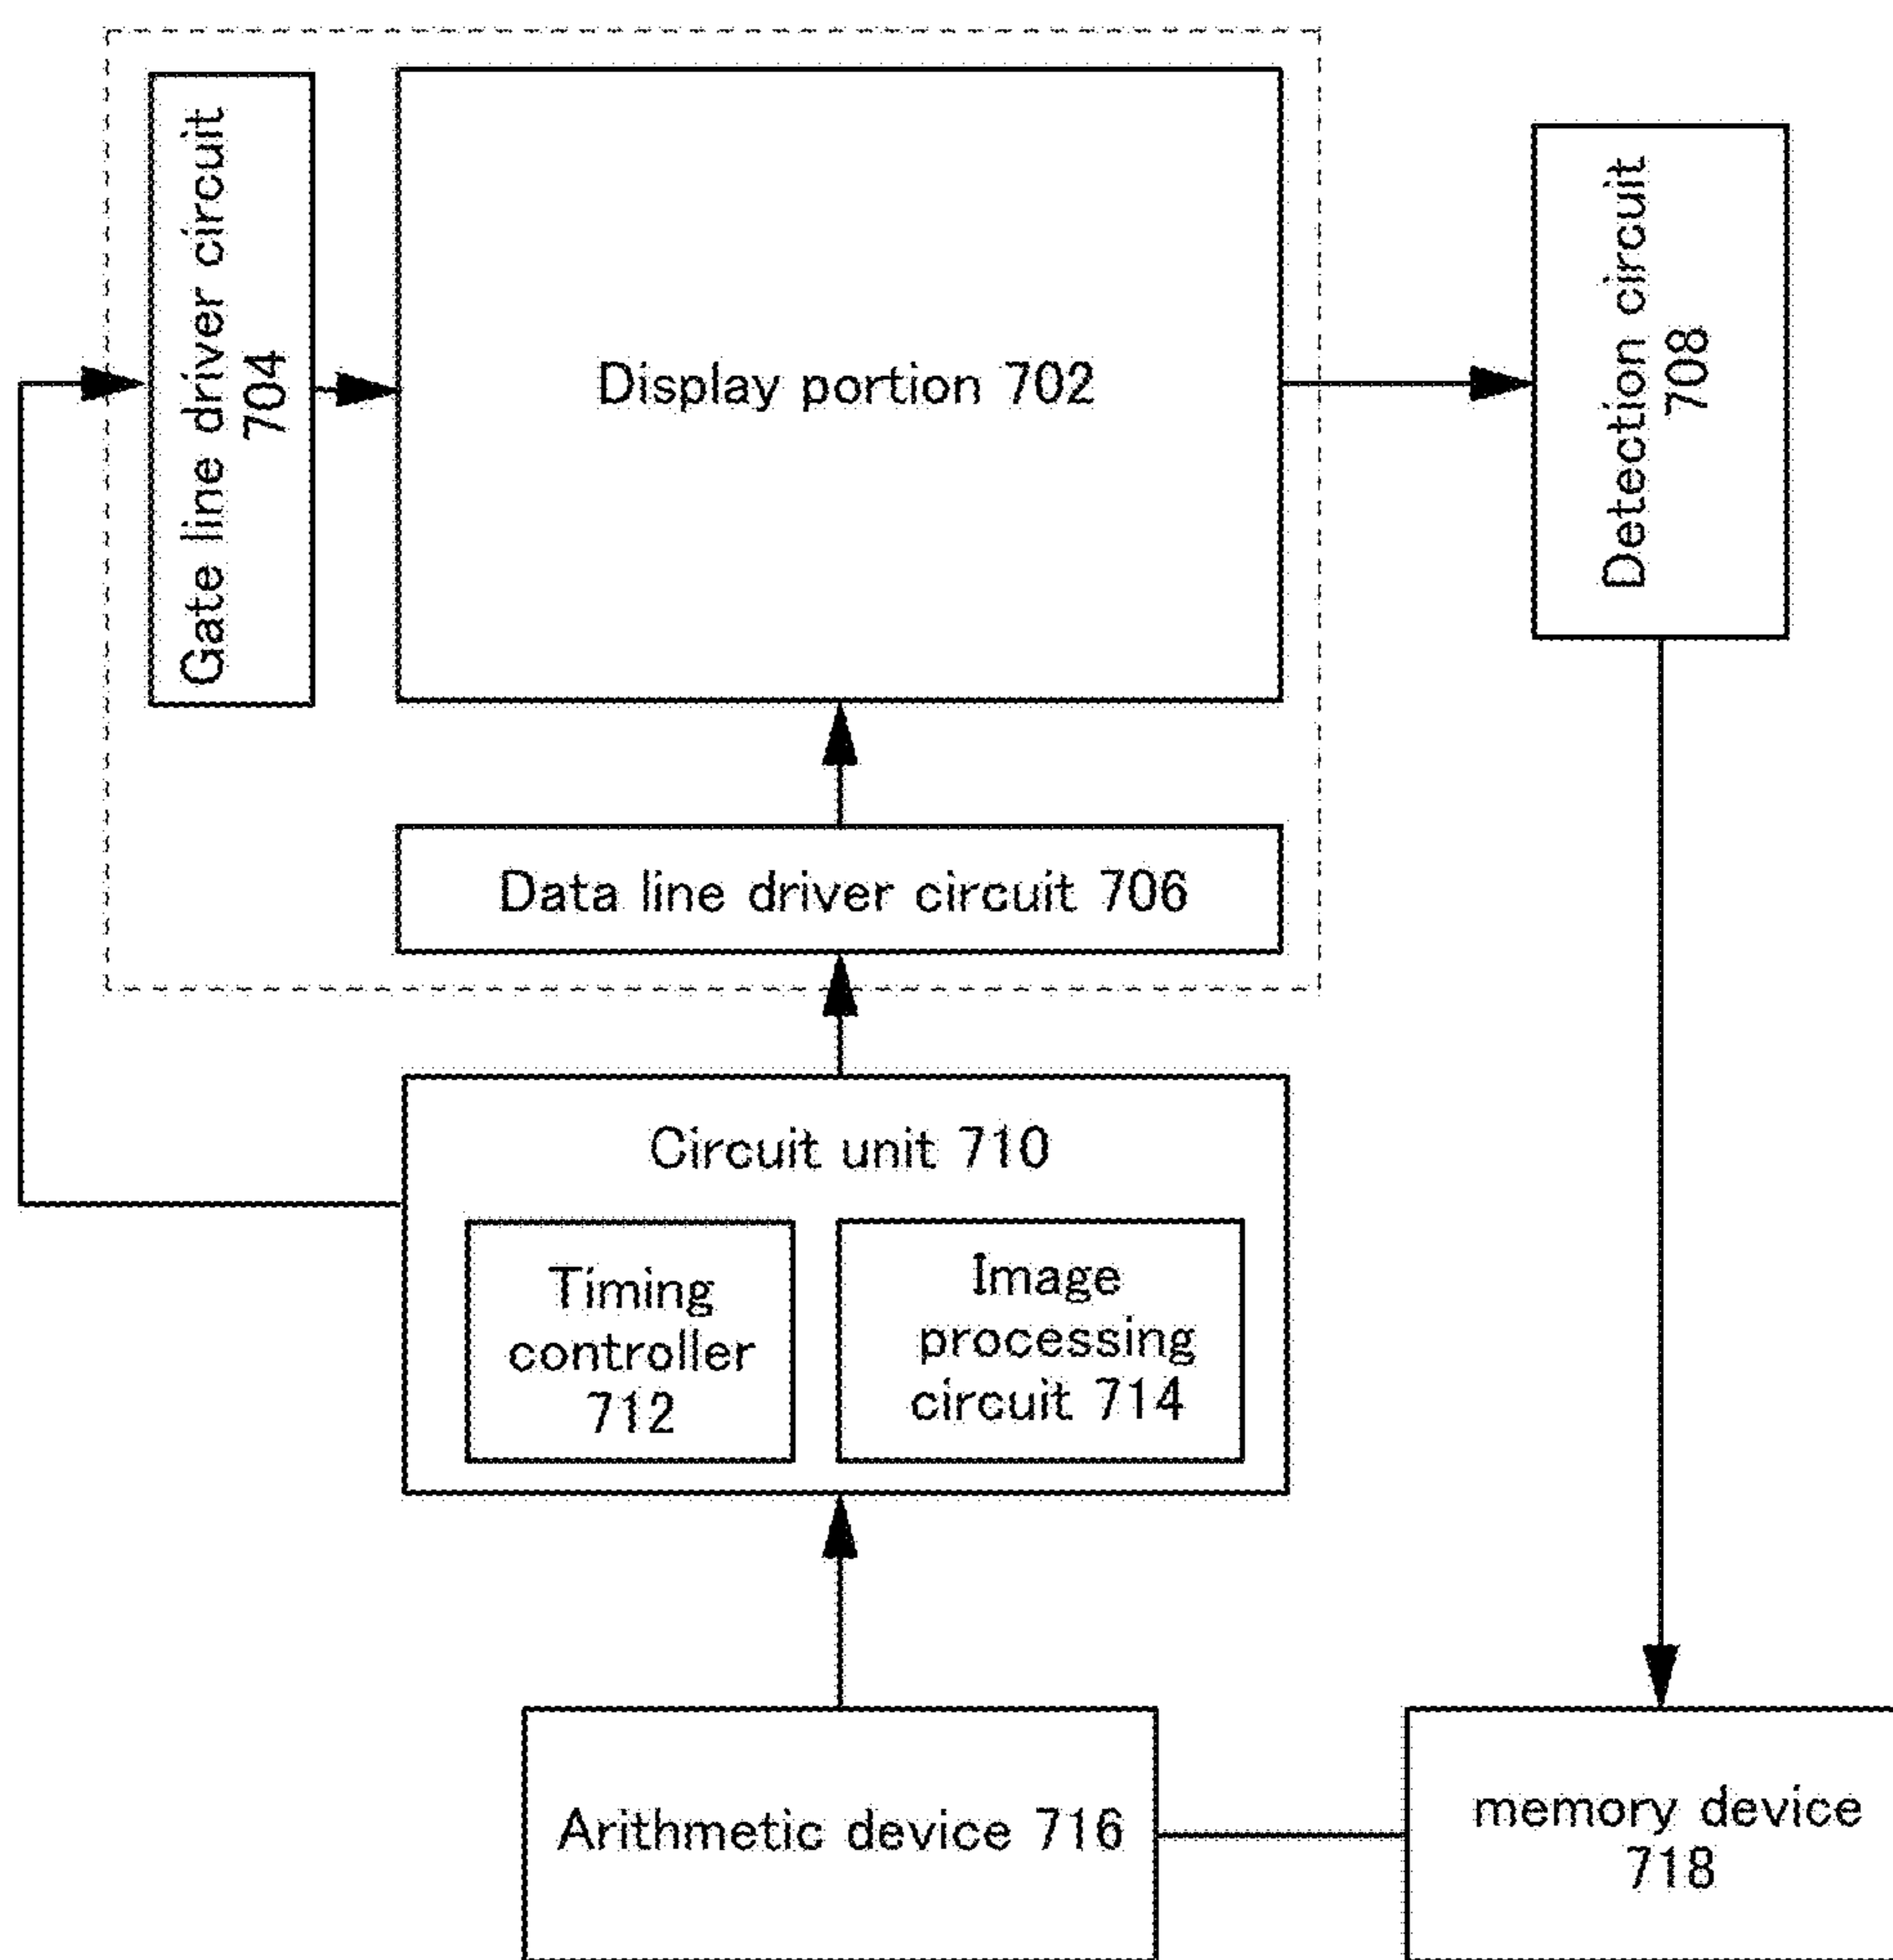 Gate line driver circuit
704
Display portion 702
Detection circuit
708
Data line driver circuit 706
Circuit unit 710
Timing
controller
712
Image
processing
circuit 714
Arithmetic device 716
memory device
718